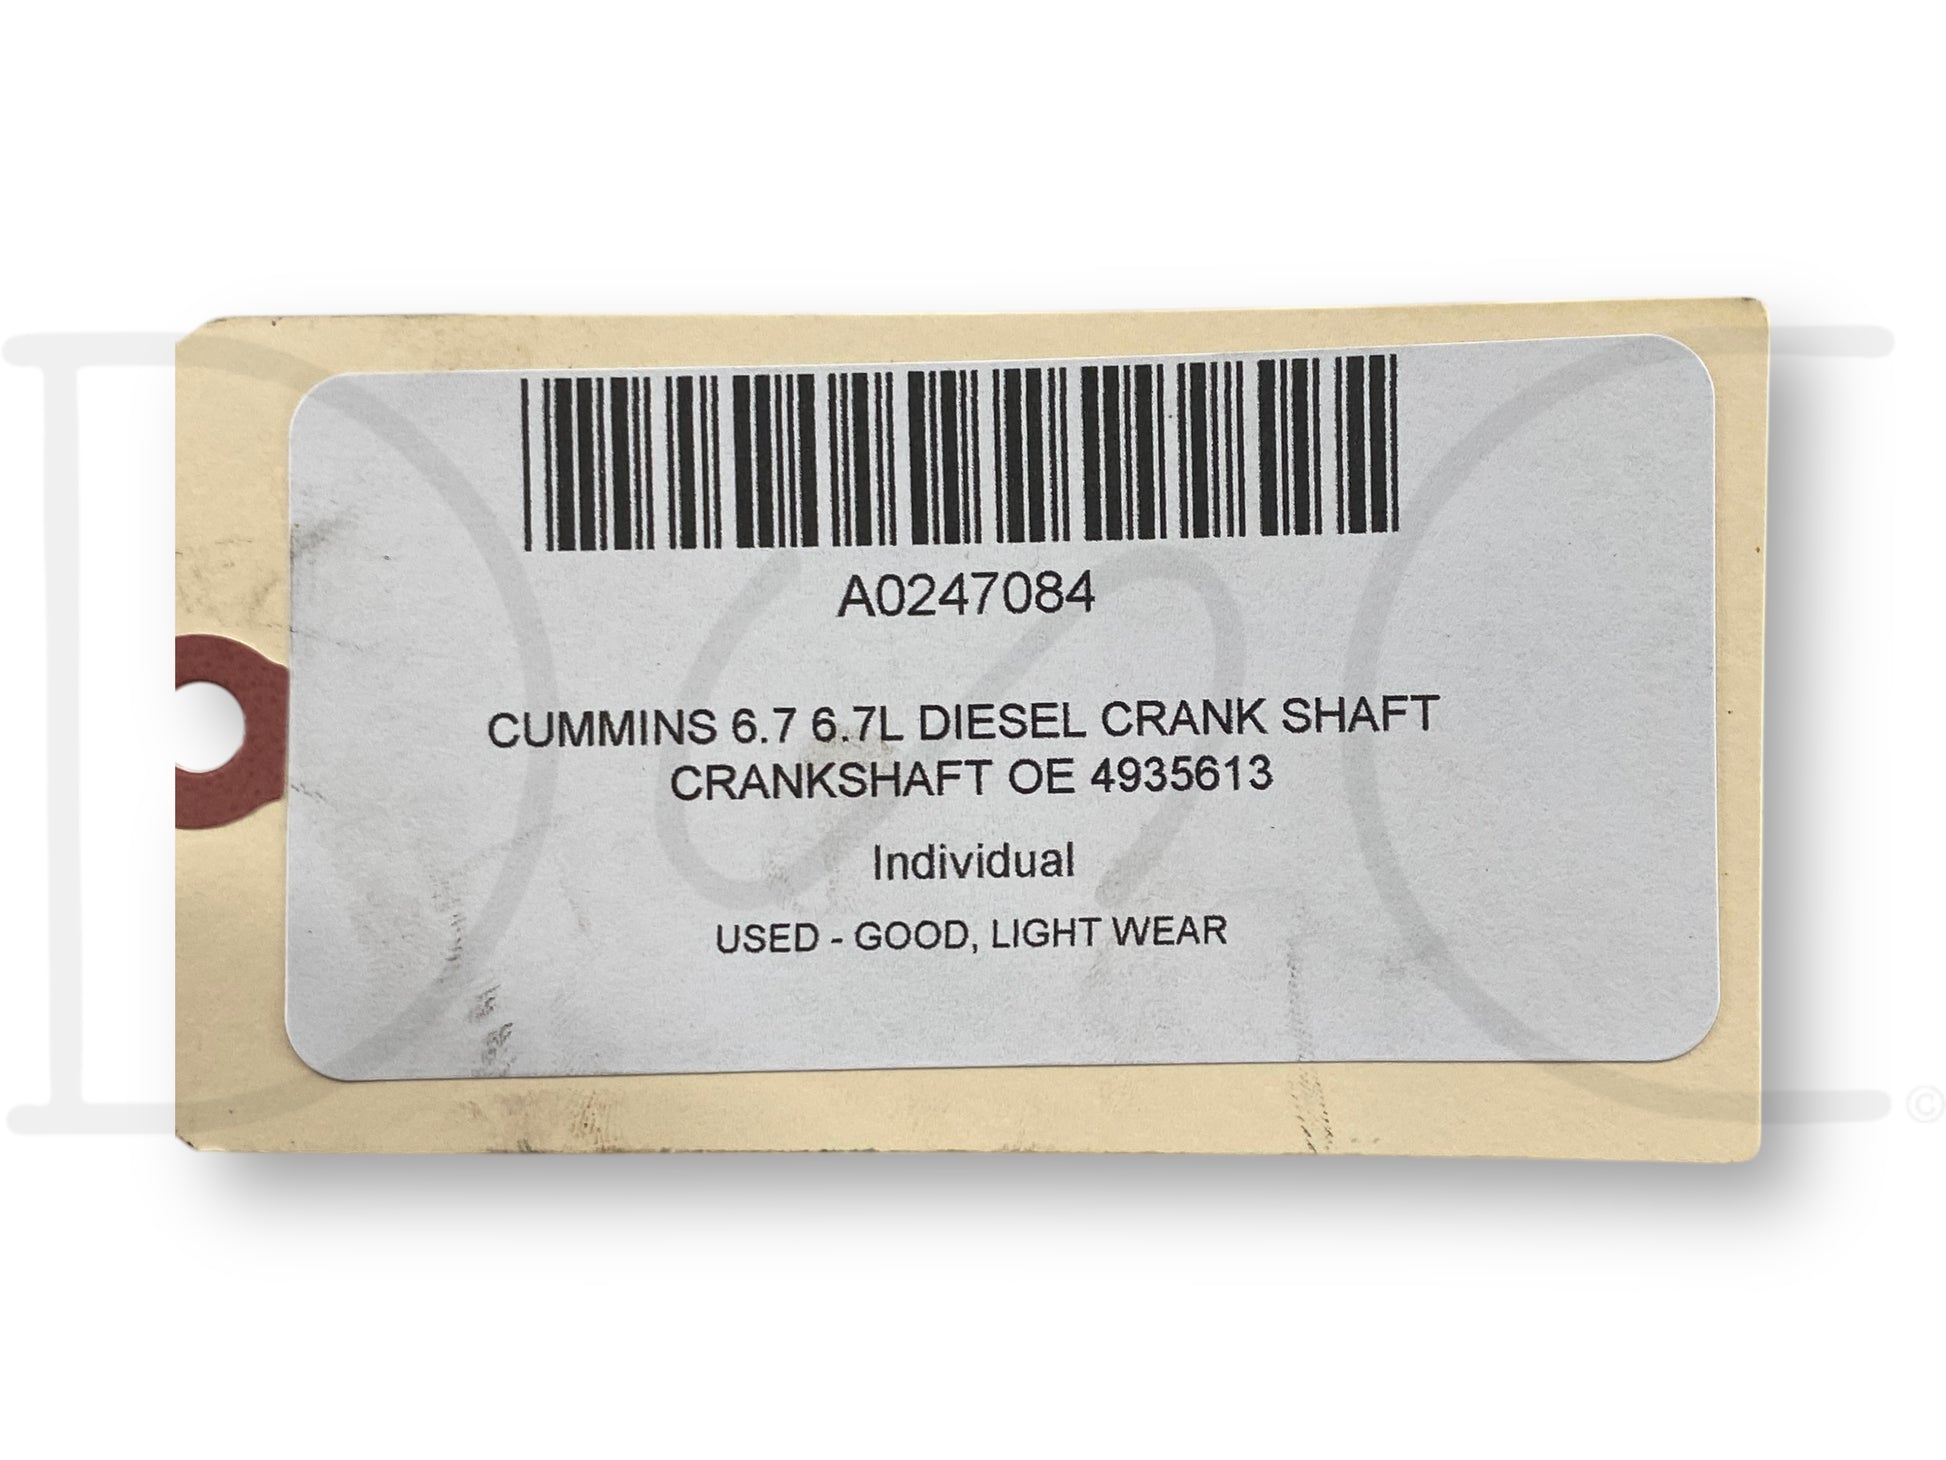 A0247084
CUMMINS 6.7 6.7L DIESEL CRANK SHAFT
CRANKSHAFT OE 4935613
Individual
USED - GOOD, LIGHT WEAR
©